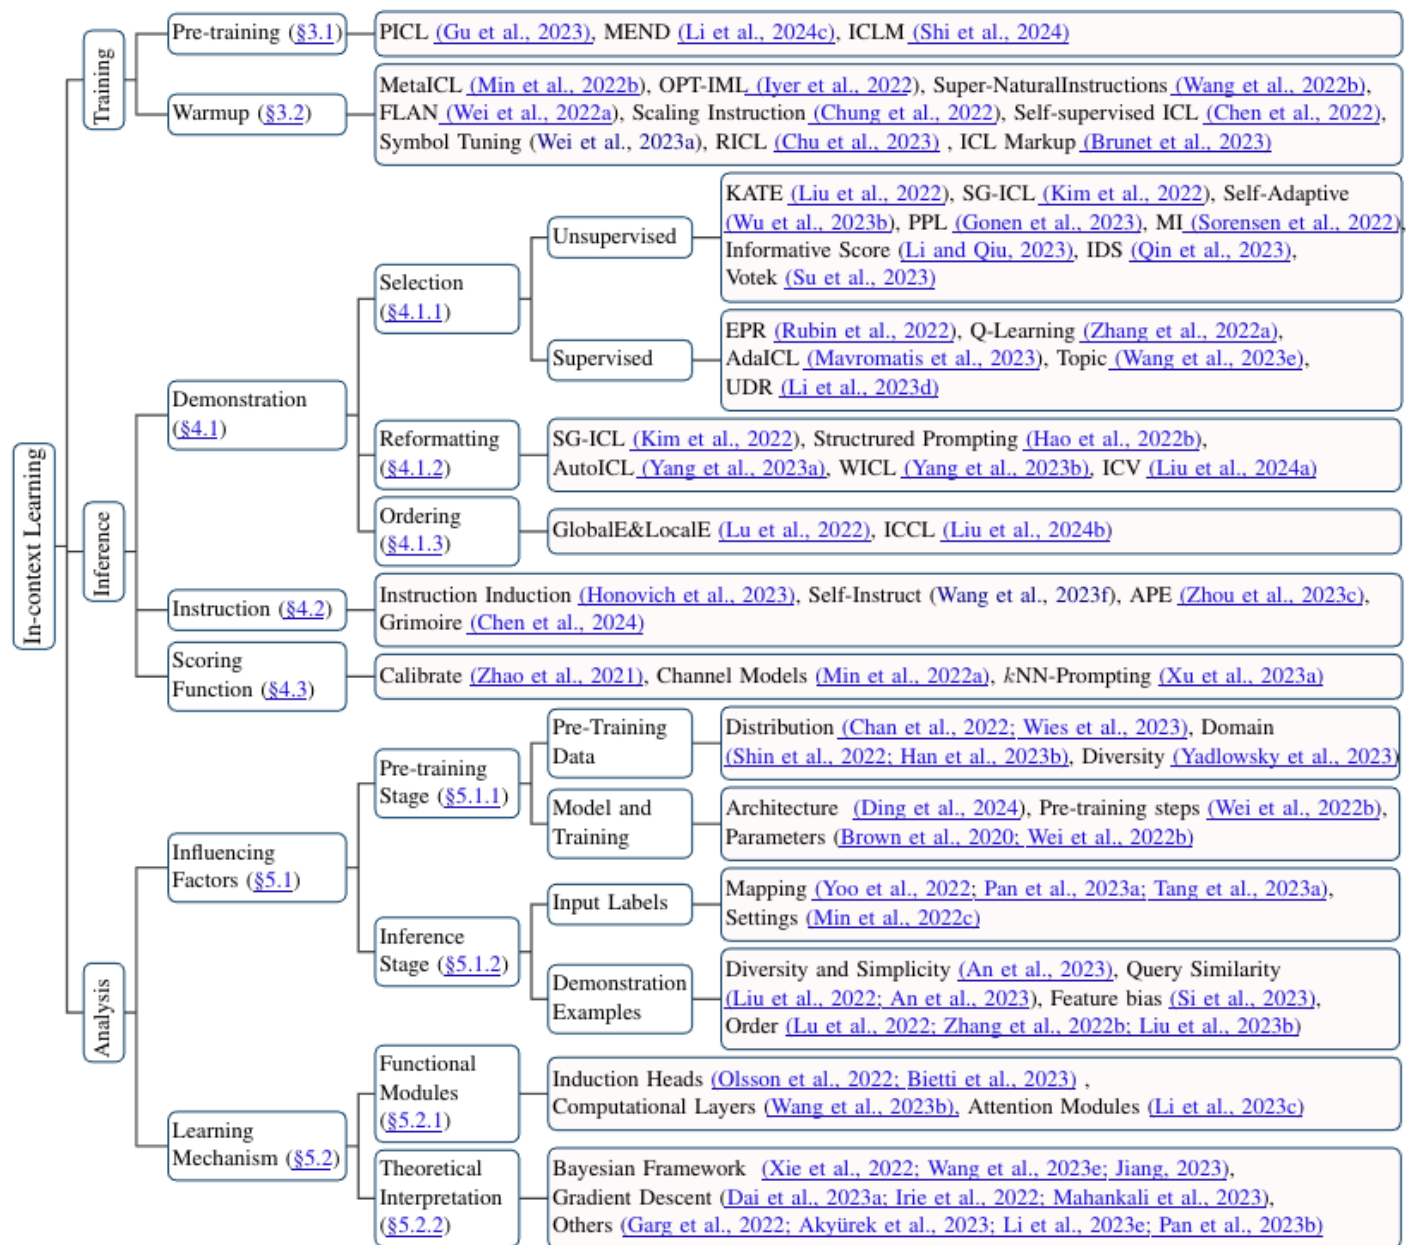 In-context Learning
Training
Pre-training (§3.1)
PICL (Gu et al., 2023), MEND (Li et al., 2024c), ICLM (Shi et al., 2024)
Warmup (§3.2)
MetaICL (Min et al., 2022b), OPT-IML (Iyer et al., 2022), Super-NaturalInstructions (Wang et al., 2022b),
FLAN (Wei et al., 2022a), Scaling Instruction (Chung et al., 2022), Self-supervised ICL (Chen et al., 2022),
Symbol Tuning (Wei et al., 2023a), RICL (Chu et al., 2023) , ICL Markup (Brunet et al., 2023)
Inference
Demonstration
(§4.1)
Selection
(§4.1.1)
Unsupervised
KATE (Liu et al., 2022), SG-ICL (Kim et al., 2022), Self-Adaptive
(Wu et al., 2023b), PPL (Gonen et al., 2023), MI (Sorensen et al., 2022),
Informative Score (Li and Qiu, 2023), IDS (Qin et al., 2023),
Votek (Su et al., 2023)
Supervised
EPR (Rubin et al., 2022), Q-Learning (Zhang et al., 2022a),
AdaICL (Mavromatis et al., 2023), Topic (Wang et al., 2023e),
UDR (Li et al., 2023d)
Reformatting
(§4.1.2)
SG-ICL (Kim et al., 2022), Structrured Prompting (Hao et al., 2022b),
AutoICL (Yang et al., 2023a), WICL (Yang et al., 2023b), ICV (Liu et al., 2024a)
Ordering
(§4.1.3)
GlobalE&LocalE (Lu et al., 2022), ICCL (Liu et al., 2024b)
Instruction (§4.2)
Instruction Induction (Honovich et al., 2023), Self-Instruct (Wang et al., 2023f), APE (Zhou et al., 2023c),
Grimoire (Chen et al., 2024)
Scoring
Function (§4.3)
Calibrate (Zhao et al., 2021), Channel Models (Min et al., 2022a), kNN-Prompting (Xu et al., 2023a)
Analysis
Influencing
Factors (§5.1)
Pre-training
Stage (§5.1.1)
Pre-Training
Data
Distribution (Chan et al., 2022; Wies et al., 2023), Domain
(Shin et al., 2022; Han et al., 2023b), Diversity (Yadlowsky et al., 2023)
Model and
Training
Architecture (Ding et al., 2024), Pre-training steps (Wei et al., 2022b),
Parameters (Brown et al., 2020; Wei et al., 2022b)
Inference
Stage (§5.1.2)
Input Labels
Mapping (Yoo et al., 2022; Pan et al., 2023a; Tang et al., 2023a),
Settings (Min et al., 2022c)
Demonstration
Examples
Diversity and Simplicity (An et al., 2023), Query Similarity
(Liu et al., 2022; An et al., 2023), Feature bias (Si et al., 2023),
Order (Lu et al., 2022; Zhang et al., 2022b; Liu et al., 2023b)
Learning
Mechanism (§5.2)
Functional
Modules
(§5.2.1)
Induction Heads (Olsson et al., 2022; Bietti et al., 2023) ,
Computational Layers (Wang et al., 2023b), Attention Modules (Li et al., 2023c)
Theoretical
Interpretation
(§5.2.2)
Bayesian Framework (Xie et al., 2022; Wang et al., 2023e; Jiang, 2023),
Gradient Descent (Dai et al., 2023a; Irie et al., 2022; Mahankali et al., 2023),
Others (Garg et al., 2022; Akyürek et al., 2023; Li et al., 2023e; Pan et al., 2023b)